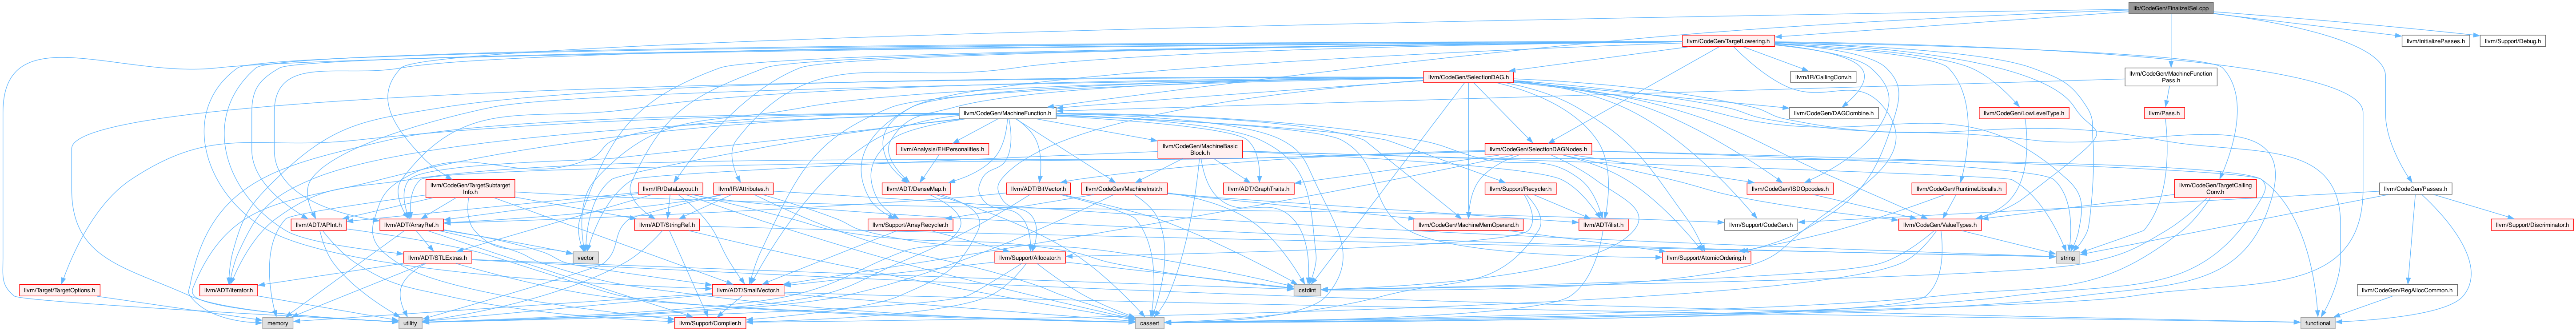 lib/CodeGen/FinalizeISel.cpp
llvm/CodeGen/TargetLowering.h
llvm/InitializePasses.h
llvm/Support/Debug.h
llvm/CodeGen/SelectionDAG.h
llvm/IR/CallingConv.h
llvm/CodeGen/MachineFunction
Pass.h
llvm/CodeGen/MachineFunction.h
llvm/CodeGen/DAGCombine.h
llvm/CodeGen/LowLevelType.h
llvm/Pass.h
llvm/Analysis/EHPersonalities.h
llvm/CodeGen/MachineBasic
Block.h
llvm/CodeGen/SelectionDAGNodes.h
llvm/CodeGen/TargetSubtarget
Info.h
llvm/IR/DataLayout.h
llvm/IR/Attributes.h
llvm/ADT/DenseMap.h
llvm/ADT/BitVector.h
llvm/CodeGen/MachineInstr.h
llvm/ADT/GraphTraits.h
llvm/Support/Recycler.h
llvm/CodeGen/ISDOpcodes.h
llvm/CodeGen/RuntimeLibcalls.h
llvm/CodeGen/TargetCalling
Conv.h
llvm/CodeGen/Passes.h
llvm/ADT/APInt.h
llvm/ADT/ArrayRef.h
llvm/ADT/StringRef.h
llvm/Support/ArrayRecycler.h
llvm/CodeGen/MachineMemOperand.h
llvm/ADT/ilist.h
llvm/Support/CodeGen.h
llvm/CodeGen/ValueTypes.h
llvm/Support/Discriminator.h
llvm/ADT/STLExtras.h
vector
llvm/Support/Allocator.h
llvm/Support/AtomicOrdering.h
string
llvm/Target/TargetOptions.h
llvm/ADT/iterator.h
llvm/ADT/SmallVector.h
cstdint
llvm/CodeGen/RegAllocCommon.h
memory
utility
llvm/Support/Compiler.h
cassert
functional